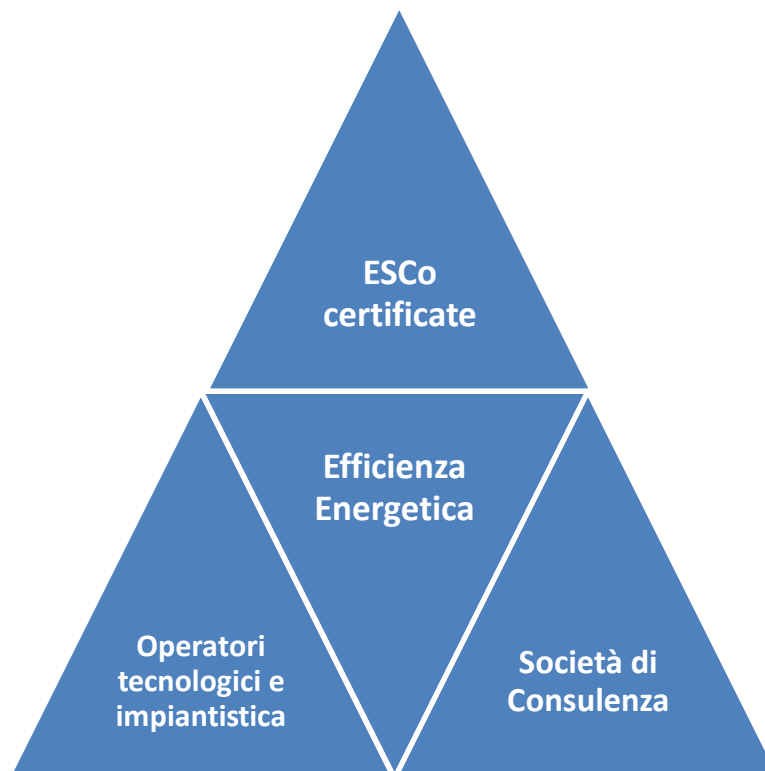 ESCo
certificate
Efficienza
Energetica
Operatori
tecnologici e
impiantistica
Società di
Consulenza